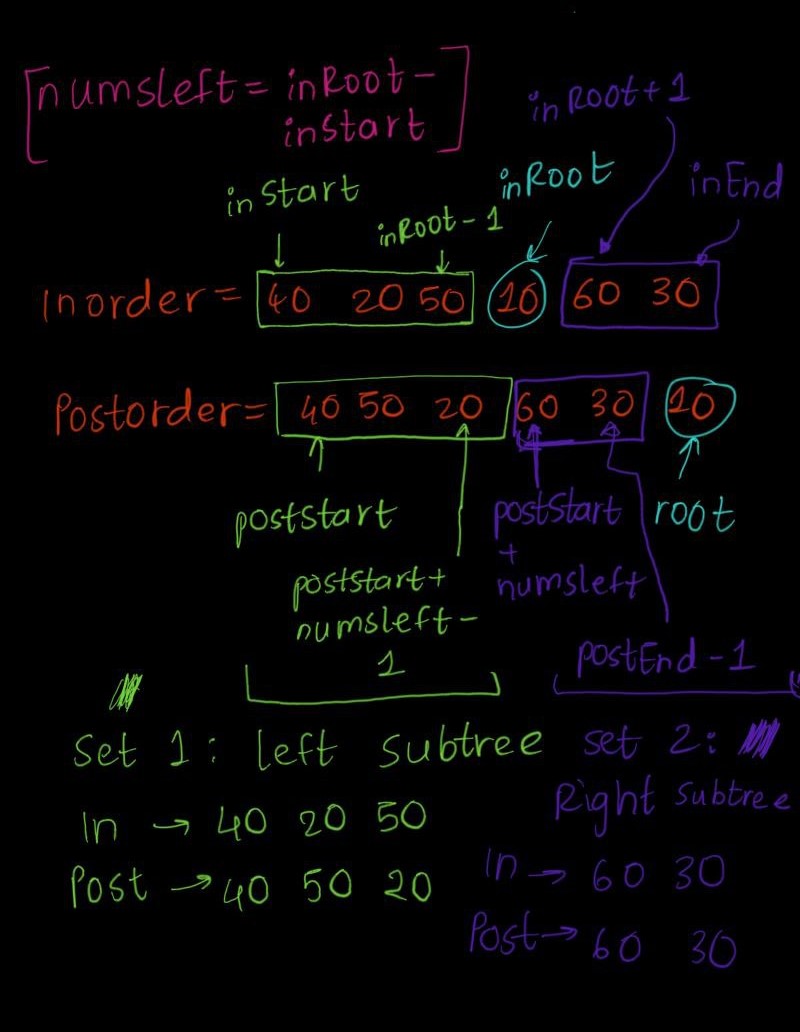 [numsleft = inRoot -
instart]
inRoot + 1
inStart
inRoot
inEnd
inRoot - 1
Inorder = 40 20 50 10 60 30
Postorder = 40 50 20 60 30 10
poststart
postStart
+
numsleft
root
poststart +
numsleft -
1
postEnd - 1
Set 1 : left subtree
In → 40 20 50
Post → 40 50 20
set 2 :
Right subtree
In → 60 30
Post → 60 30